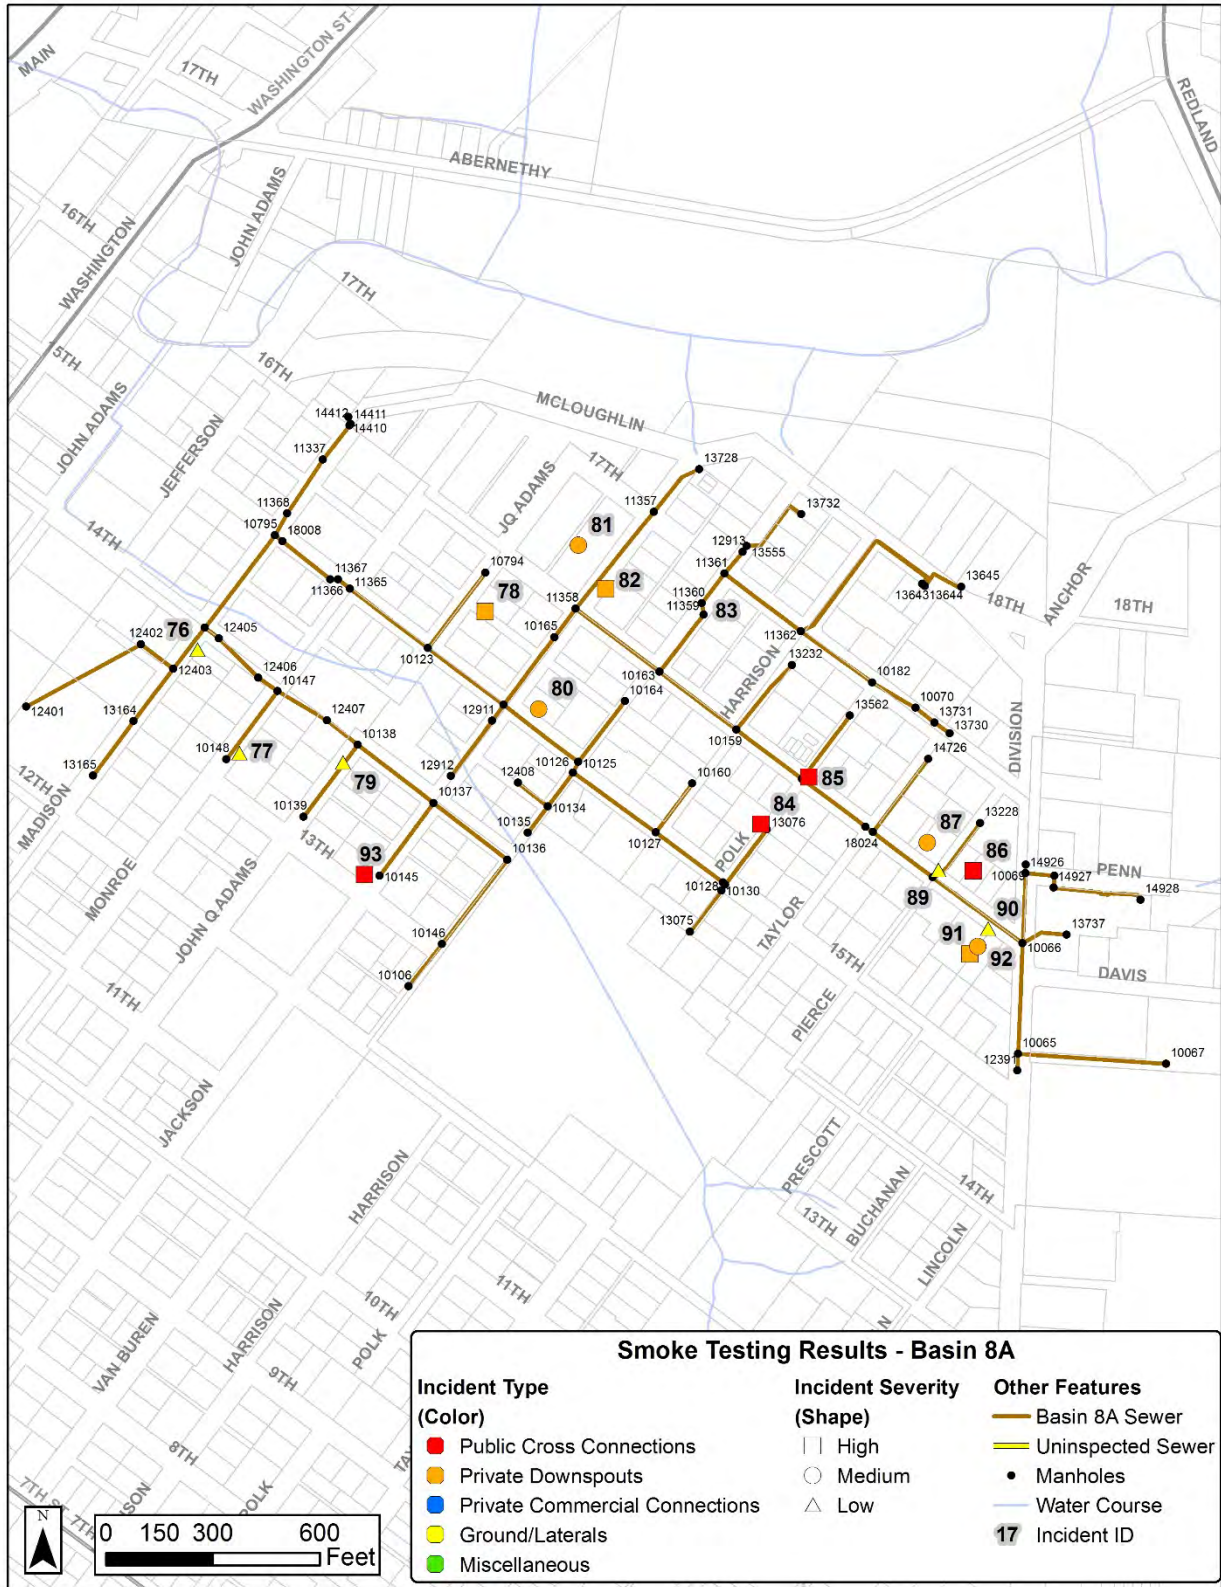 MAIN
17TH
WASHINGTON ST
REDLAND
ABERNETHY
JOHN ADAMS
16TH
WASHINGTON
17TH
15TH
16TH
JOHN ADAMS
JEFFERSON
MCLOUGHLIN
14412
14411
14410
11337
17TH
13728
JQ ADAMS
14TH
11368
10795
18008
11357
13732
81
12913
13555
11367
11366
11365
10794
78
82
11361
13645
13643
13644
18TH
18TH
ANCHOR
11360
11359
83
11358
76
12402
12405
10165
11362
12403
10123
10163
HARRISON
13232
12406
10147
10164
10182
80
12401
13164
12407
12911
10070
13731
13730
13562
DIVISION
10138
10159
14726
10148
77
13165
12TH
79
12912
10126
10125
12408
10160
85
MADISON
10139
10137
10134
84
13076
87
13228
13TH
10135
10136
10127
POLK
18024
86
14926
PENN
MONROE
93
10145
10128
10130
89
10069
14927
14928
JOHN Q ADAMS
13075
TAYLOR
90
91
13737
10066
92
15TH
DAVIS
10146
10106
11TH
PIERCE
10065
12391
10067
JACKSON
PRESCOTT
HARRISON
BUCHANAN
14TH
13TH
LINCOLN
11TH
10TH
VAN BUREN
HARRISON
POLK
9TH
8TH
7TH
7TH
POLK
Smoke Testing Results - Basin 8A
Incident Type
(Color)
Public Cross Connections
Private Downspouts
Private Commercial Connections
Ground/Laterals
Miscellaneous
Incident Severity
(Shape)
High
Medium
Low
Other Features
Basin 8A Sewer
Uninspected Sewer
Manholes
Water Course
17 Incident ID
N
0 150 300 600
Feet